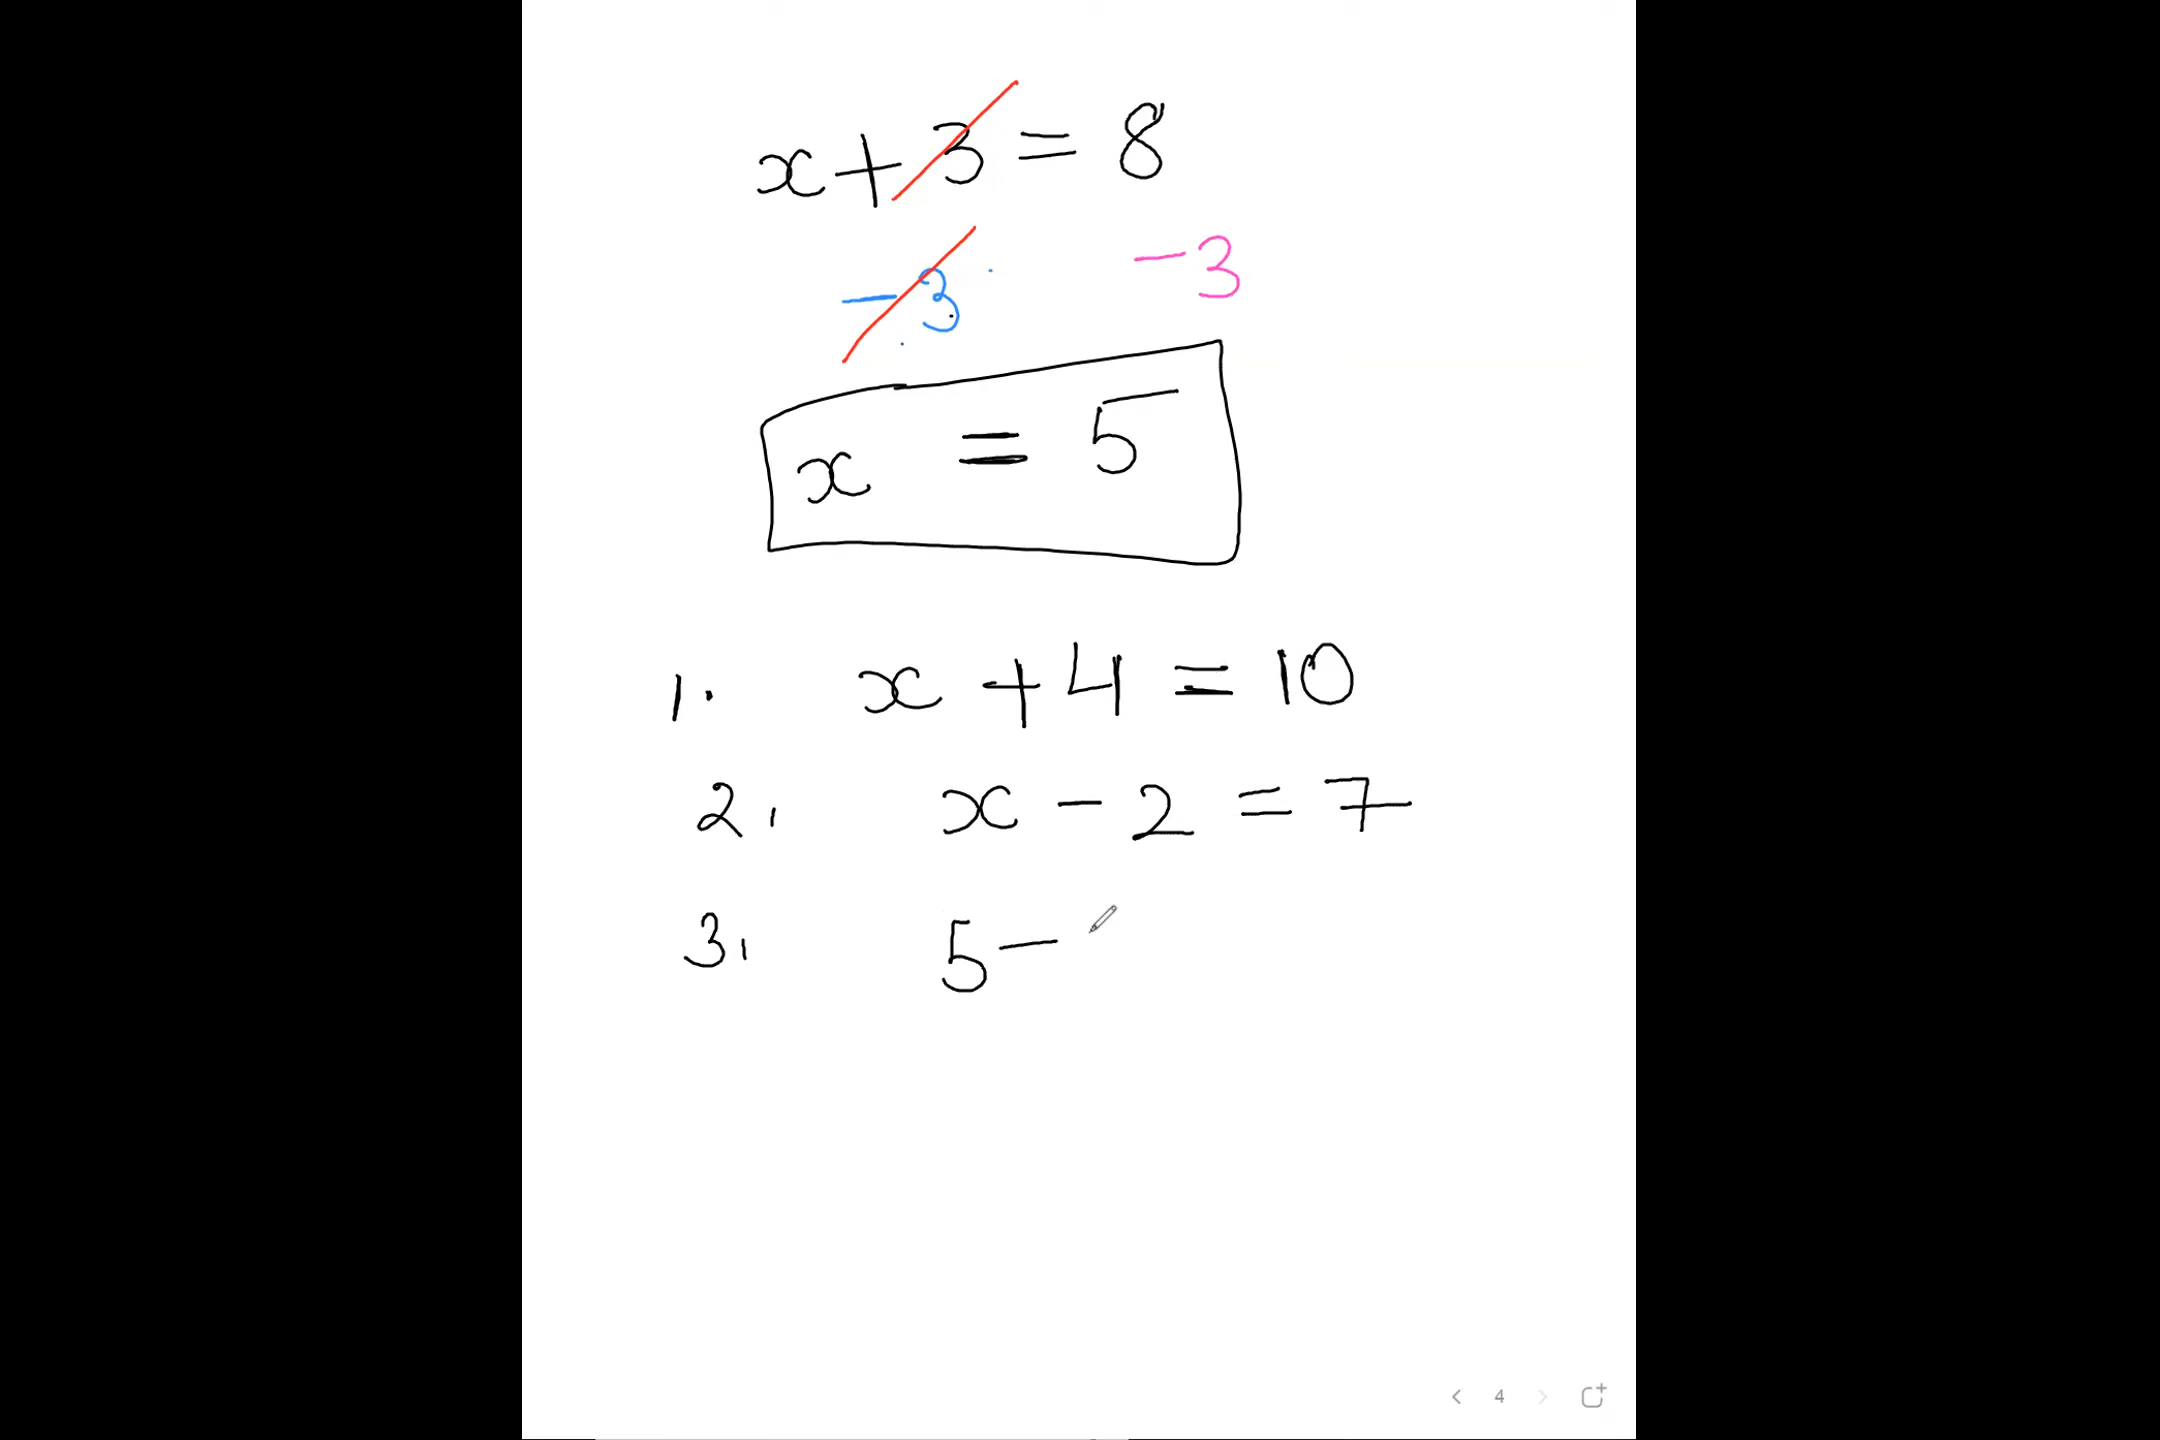 x + 3 = 8
- 3 - 3
x = 5
1. x + 4 = 10
2. x - 2 = 7
3. 5 -
4